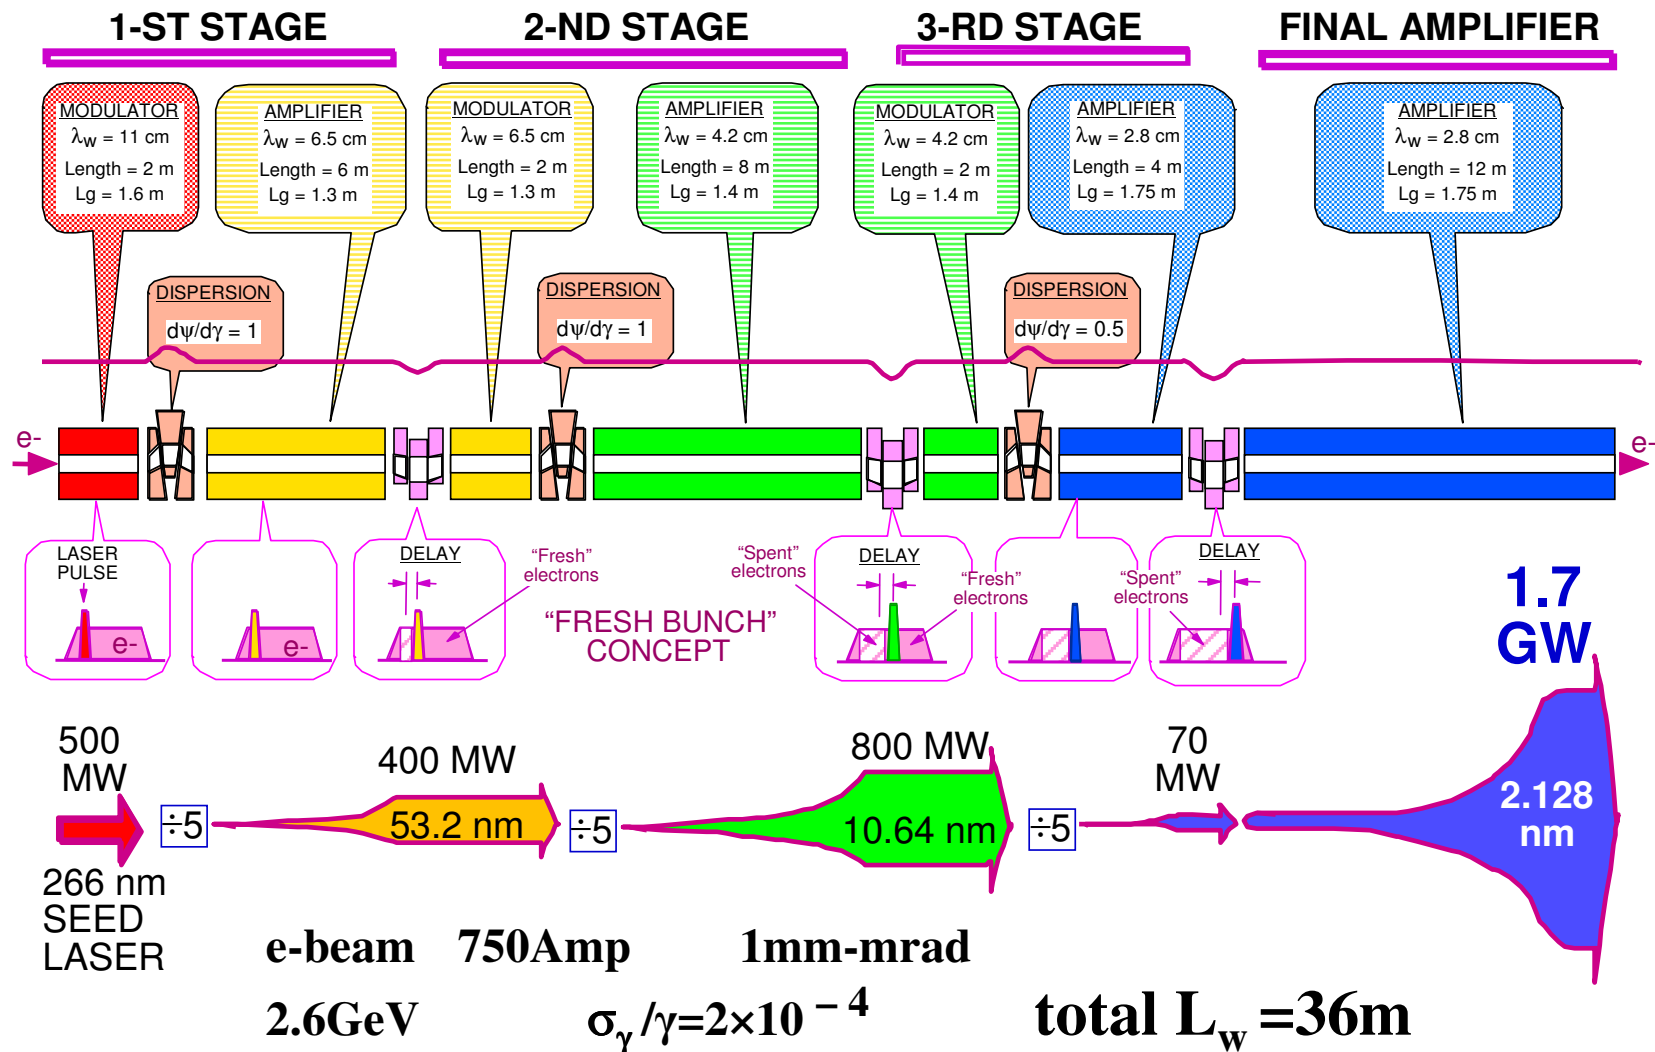 1-ST STAGE
2-ND STAGE
3-RD STAGE
FINAL AMPLIFIER
MODULATOR
λw = 11 cm
Length = 2 m
Lg = 1.6 m
AMPLIFIER
λw = 6.5 cm
Length = 6 m
Lg = 1.3 m
MODULATOR
λw = 6.5 cm
Length = 2 m
Lg = 1.3 m
AMPLIFIER
λw = 4.2 cm
Length = 8 m
Lg = 1.4 m
MODULATOR
λw = 4.2 cm
Length = 2 m
Lg = 1.4 m
AMPLIFIER
λw = 2.8 cm
Length = 4 m
Lg = 1.75 m
AMPLIFIER
λw = 2.8 cm
Length = 12 m
Lg = 1.75 m
DISPERSION
dψ/dγ = 1
DISPERSION
dψ/dγ = 1
DISPERSION
dψ/dγ = 0.5
e-
e-
LASER
PULSE
e-
e-
DELAY
“Fresh”
electrons
“FRESH BUNCH”
CONCEPT
“Spent”
electrons
DELAY
“Fresh”
electrons
“Spent”
electrons
DELAY
1.7
GW
500
MW
400 MW
800 MW
70
MW
÷5
53.2 nm
÷5
10.64 nm
÷5
2.128
nm
266 nm
SEED
LASER
e-beam 750Amp 1mm-mrad
2.6GeV σγ/γ=2×10⁻⁴ total Lw=36m